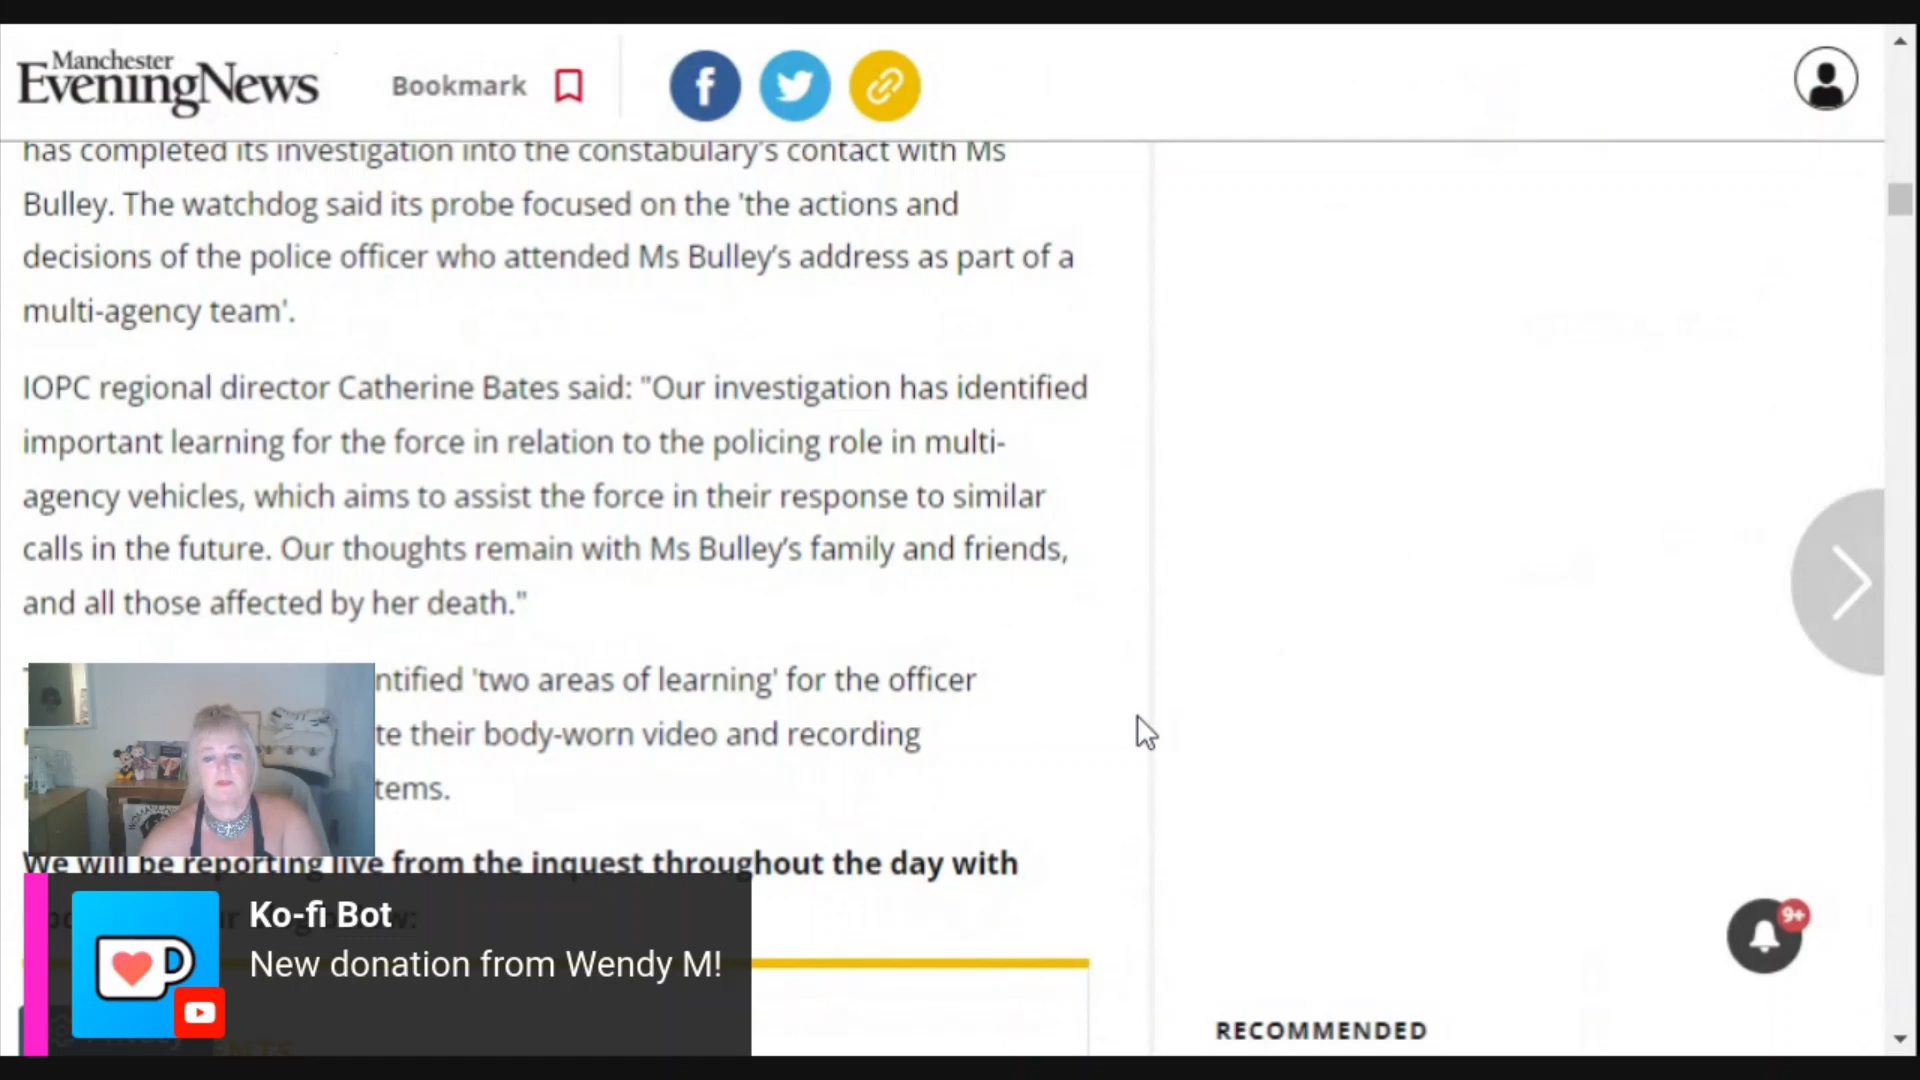 Manchester
EveningNews
Bookmark
has completed its investigation into the constabulary's contact with Ms
Bulley. The watchdog said its probe focused on the 'the actions and
decisions of the police officer who attended Ms Bulley's address as part of a
multi-agency team'.
IOPC regional director Catherine Bates said: "Our investigation has identified
important learning for the force in relation to the policing role in multi-
agency vehicles, which aims to assist the force in their response to similar
calls in the future. Our thoughts remain with Ms Bulley's family and friends,
and all those affected by her death."
ntified 'two areas of learning' for the officer
te their body-worn video and recording
tems.
We will be reporting live from the inquest throughout the day with
Ko-fi Bot
New donation from Wendy M!
9+
RECOMMENDED